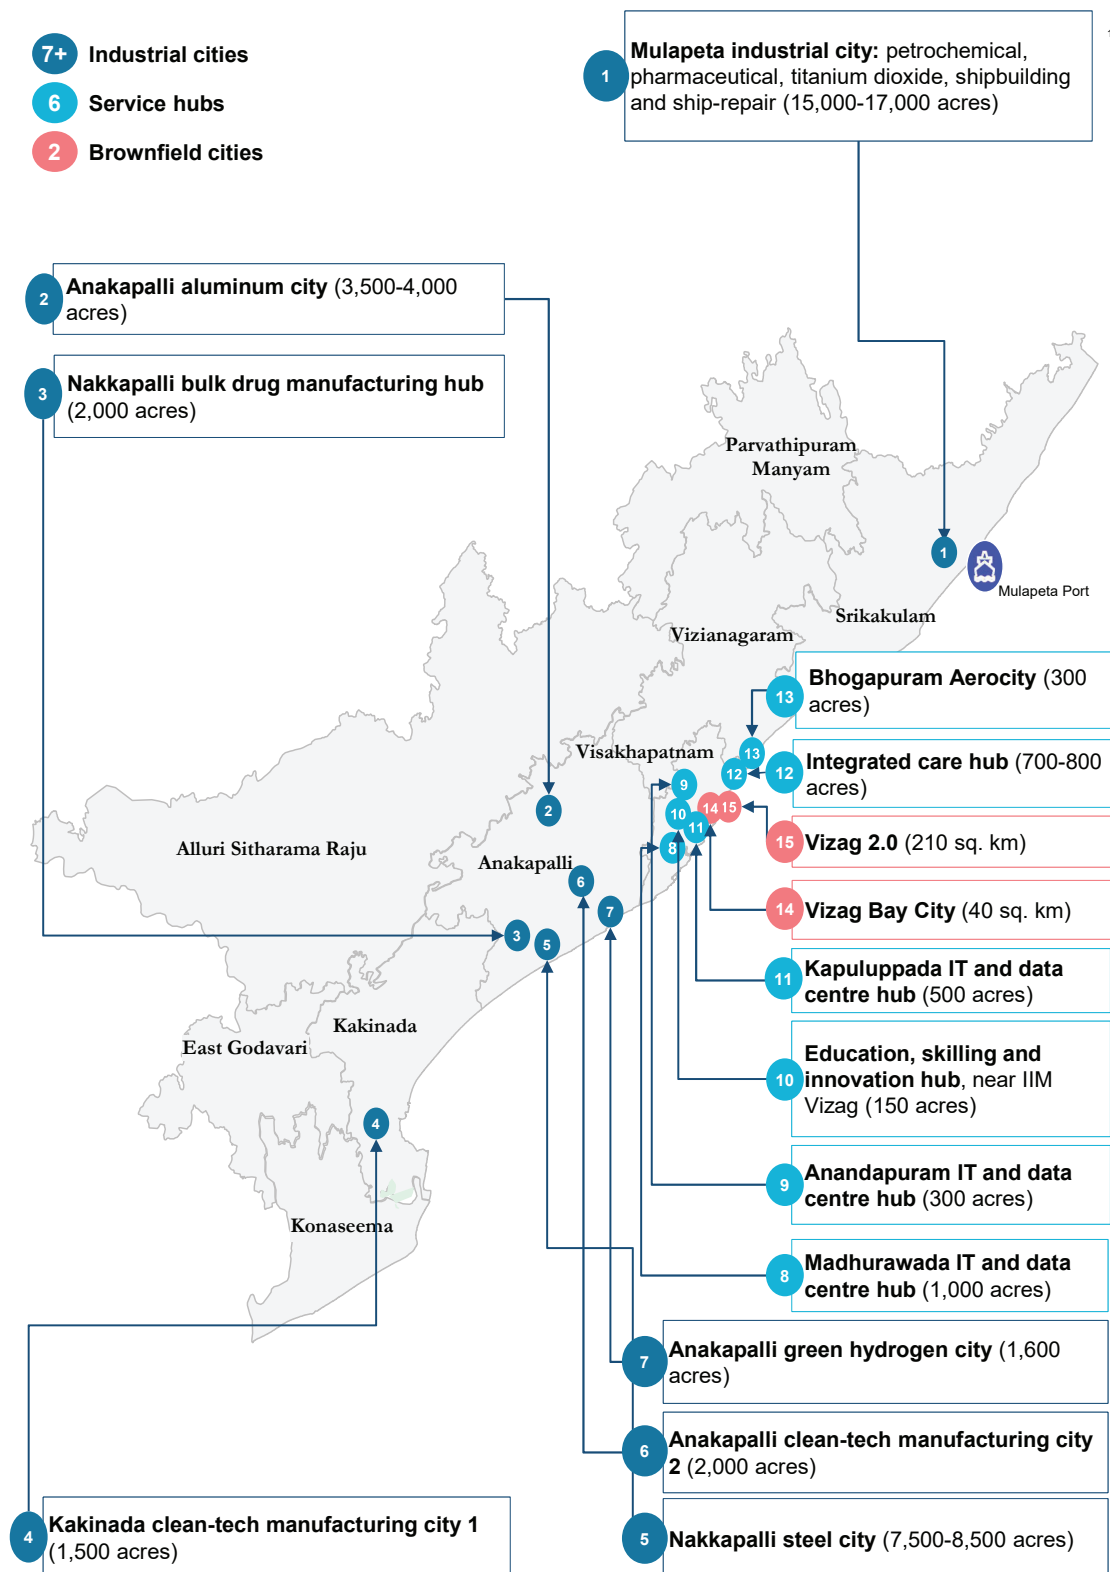 7+ Industrial cities
6 Service hubs
2 Brownfield cities
1 Mulapeta industrial city: petrochemical,
pharmaceutical, titanium dioxide, shipbuilding
and ship-repair (15,000-17,000 acres)
2 Anakapalli aluminum city (3,500-4,000
acres)
3 Nakkapalli bulk drug manufacturing hub
(2,000 acres)
Parvathipuram
Manyam
1
Mulapeta Port
Srikakulam
Vizianagaram
13 Bhogapuram Aerocity (300
acres)
Visakhapatnam
13
12
12 Integrated care hub (700-800
acres)
9
2
10
14
15
11
8
15 Vizag 2.0 (210 sq. km)
Alluri Sitharama Raju
Anakapalli
6
7
14 Vizag Bay City (40 sq. km)
3
5
11 Kapuluppada IT and data
centre hub (500 acres)
Kakinada
East Godavari
10 Education, skilling and
innovation hub, near IIM
Vizag (150 acres)
4
9 Anandapuram IT and data
centre hub (300 acres)
Konaseema
8 Madhurawada IT and data
centre hub (1,000 acres)
7 Anakapalli green hydrogen city (1,600
acres)
6 Anakapalli clean-tech manufacturing city
2 (2,000 acres)
4 Kakinada clean-tech manufacturing city 1
(1,500 acres)
5 Nakkapalli steel city (7,500-8,500 acres)